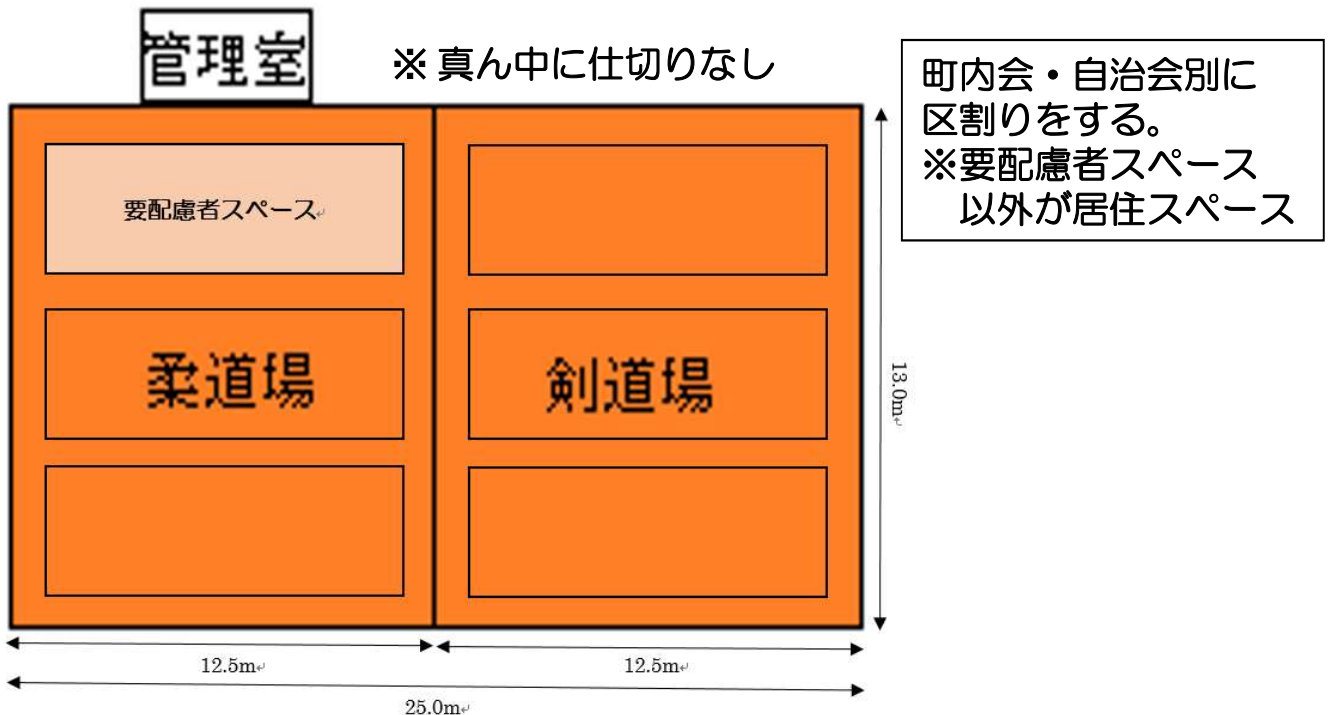 管理室
※ 真ん中に仕切りなし
町内会・自治会別に
区割りをする。
※要配慮者スペース
以外が居住スペース
要配慮者スペース
柔道場
剣道場
13.0m
12.5m
12.5m
25.0m